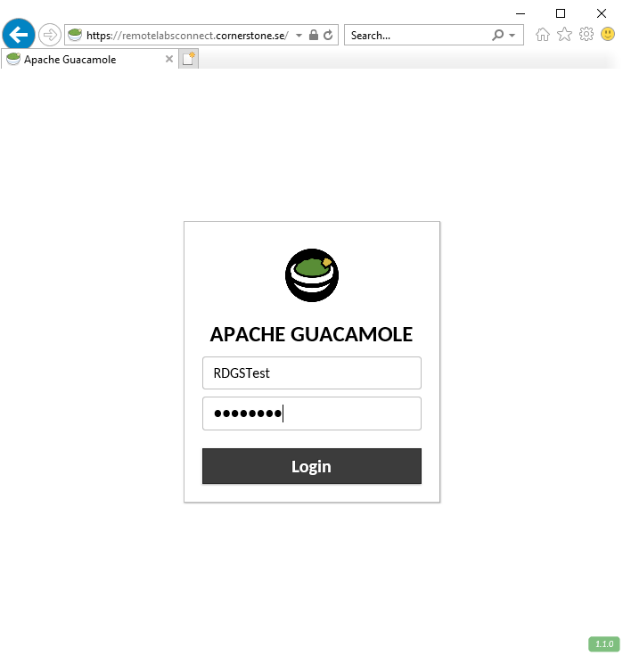 https://remotelabsconnect.cornerstone.se/
Search...
Apache Guacamole
APACHE GUACAMOLE
RDGSTest
●●●●●●●●
Login
1.1.0